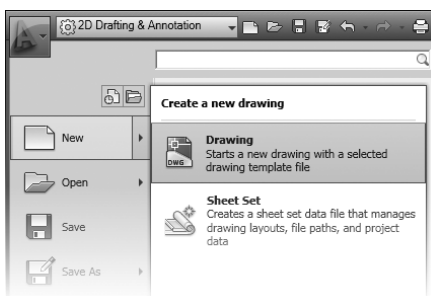 2D Drafting & Annotation
Create a new drawing
New
Drawing
Starts a new drawing with a selected
drawing template file
DWG
Open
Sheet Set
Creates a sheet set data file that manages
drawing layouts, file paths, and project
data
Save
Save As